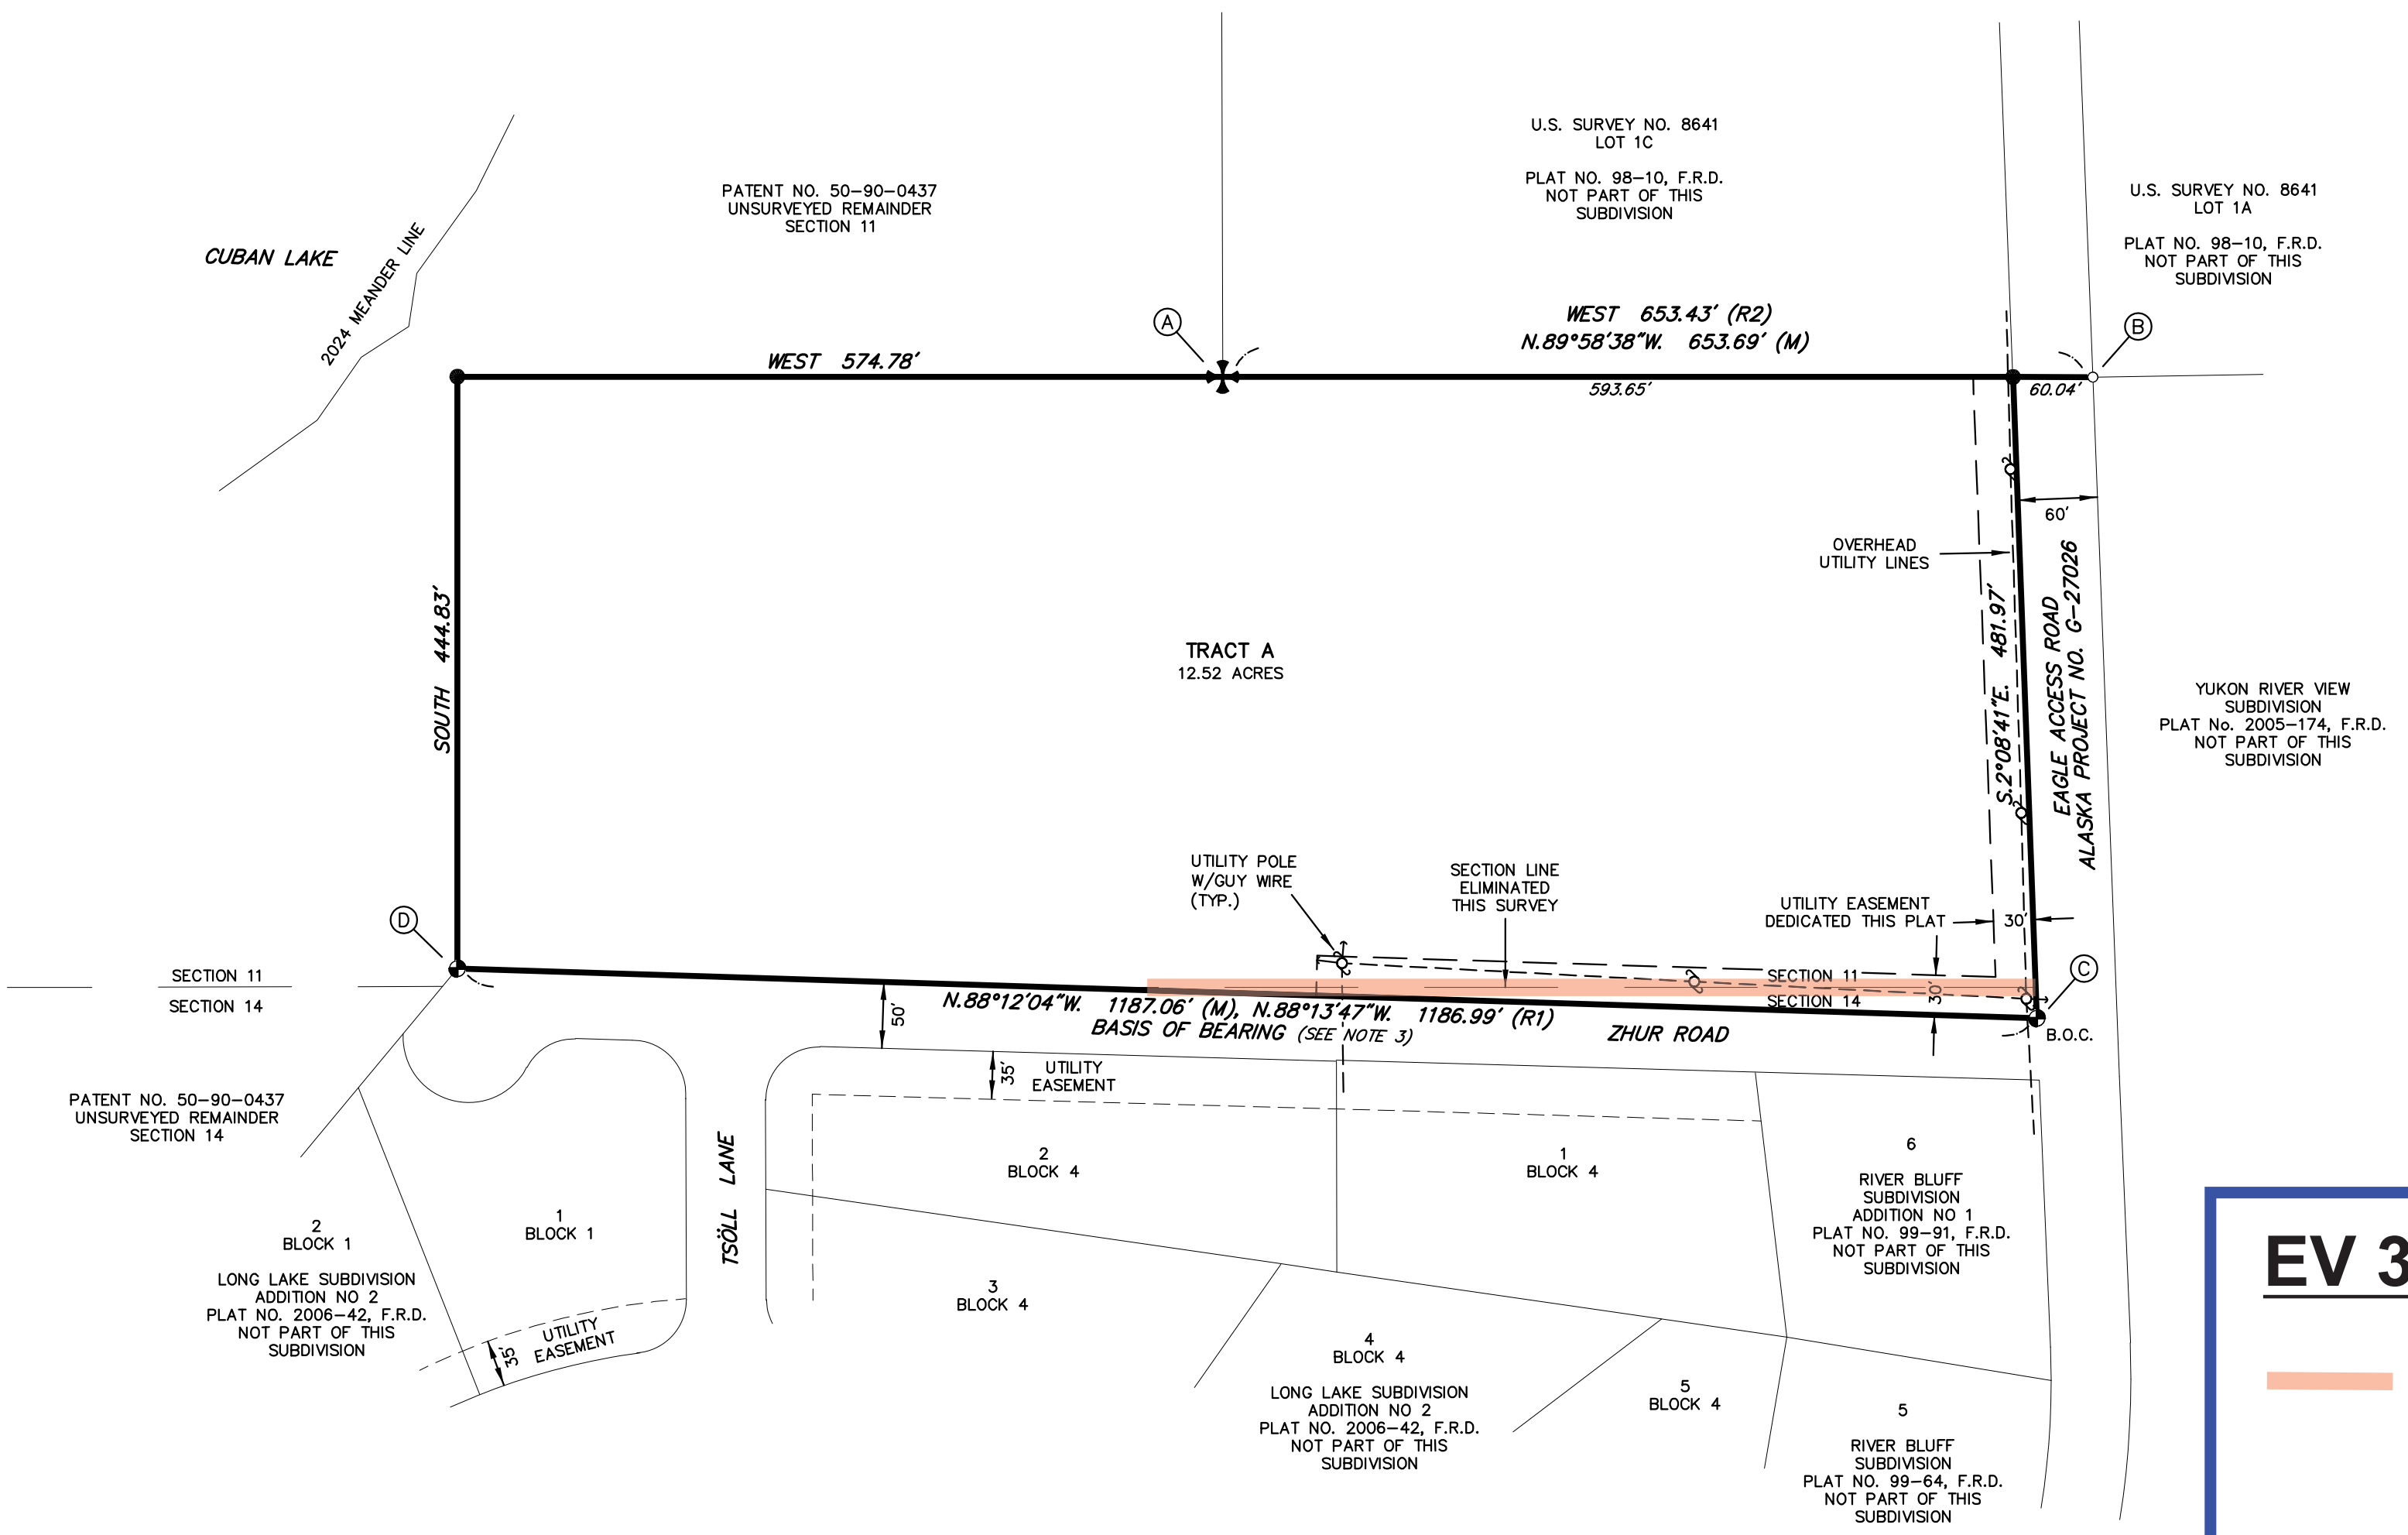 U.S. SURVEY NO. 8641
LOT 1C
PLAT NO. 98-10, F.R.D.
NOT PART OF THIS
SUBDIVISION
PATENT NO. 50-90-0437
UNSURVEYED REMAINDER
SECTION 11
U.S. SURVEY NO. 8641
LOT 1A
PLAT NO. 98-10, F.R.D.
NOT PART OF THIS
SUBDIVISION
CUBAN LAKE
2024 MEANDER LINE
A
B
WEST 653.43' (R2)
N.89°58'38"W. 653.69' (M)
WEST 574.78'
593.65'
60.04'
60'
OVERHEAD
UTILITY LINES
SOUTH 444.83'
S.2°08'41"E. 481.97'
EAGLE ACCESS ROAD
ALASKA PROJECT NO. G-27026
TRACT A
12.52 ACRES
YUKON RIVER VIEW
SUBDIVISION
PLAT No. 2005-174, F.R.D.
NOT PART OF THIS
SUBDIVISION
UTILITY POLE
W/GUY WIRE
(TYP.)
SECTION LINE
ELIMINATED
THIS SURVEY
UTILITY EASEMENT
DEDICATED THIS PLAT
30'
D
C
SECTION 11
SECTION 14
SECTION 11
SECTION 14
30'
50'
N.88°12'04"W. 1187.06' (M), N.88°13'47"W. 1186.99' (R1)
BASIS OF BEARING (SEE NOTE 3)
ZHUR ROAD
B.O.C.
35'
UTILITY
EASEMENT
PATENT NO. 50-90-0437
UNSURVEYED REMAINDER
SECTION 14
TSÖLL LANE
2
BLOCK 4
1
BLOCK 4
6
RIVER BLUFF
SUBDIVISION
ADDITION NO 1
PLAT NO. 99-91, F.R.D.
NOT PART OF THIS
SUBDIVISION
1
BLOCK 1
2
BLOCK 1
LONG LAKE SUBDIVISION
ADDITION NO 2
PLAT NO. 2006-42, F.R.D.
NOT PART OF THIS
SUBDIVISION
35'
UTILITY
EASEMENT
3
BLOCK 4
4
BLOCK 4
LONG LAKE SUBDIVISION
ADDITION NO 2
PLAT NO. 2006-42, F.R.D.
NOT PART OF THIS
SUBDIVISION
5
BLOCK 4
5
RIVER BLUFF
SUBDIVISION
PLAT NO. 99-64, F.R.D.
NOT PART OF THIS
SUBDIVISION
EV 3